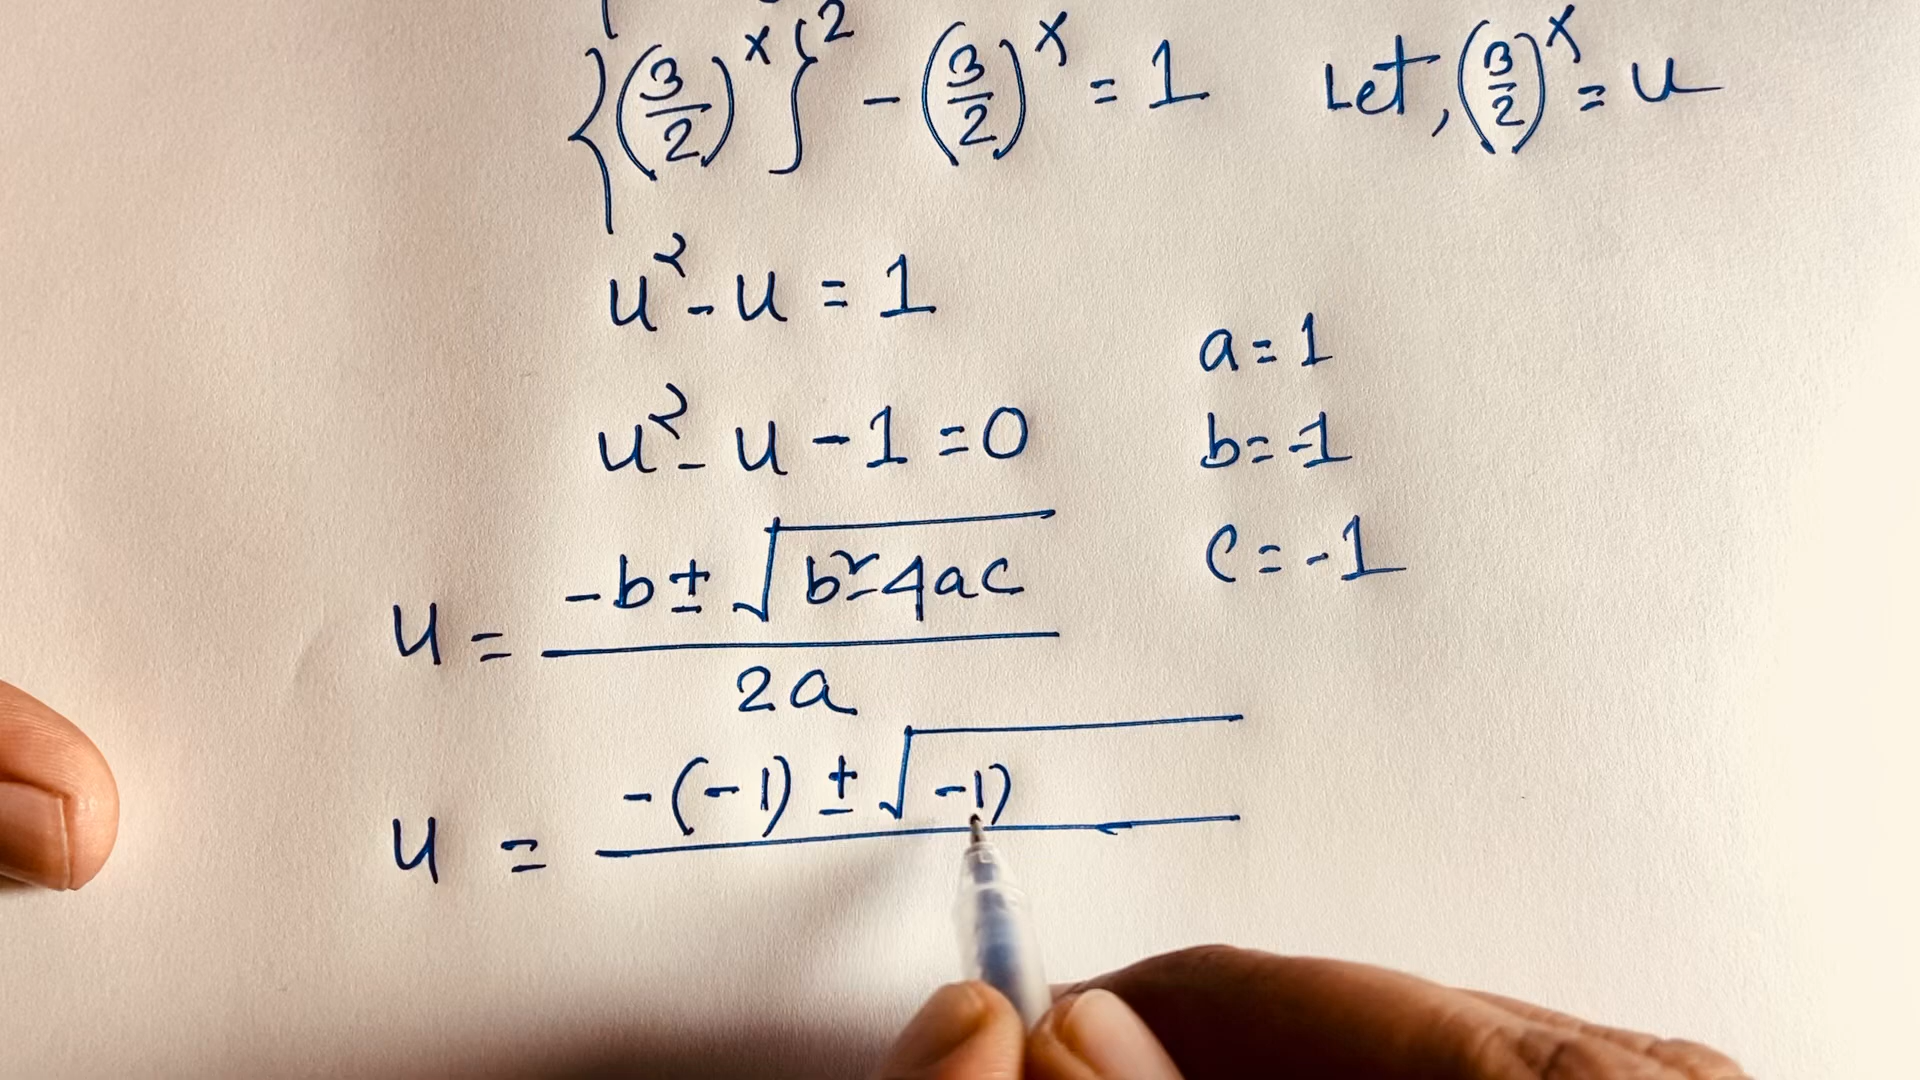 {(3/2)^x}^2 - (3/2)^x = 1   Let, (3/2)^x = u
u^2 - u = 1
a = 1
u^2 - u - 1 = 0
b = -1
c = -1
u = (-b ± √(b^2 - 4ac)) / 2a
u = -(-1) ± √ -1)